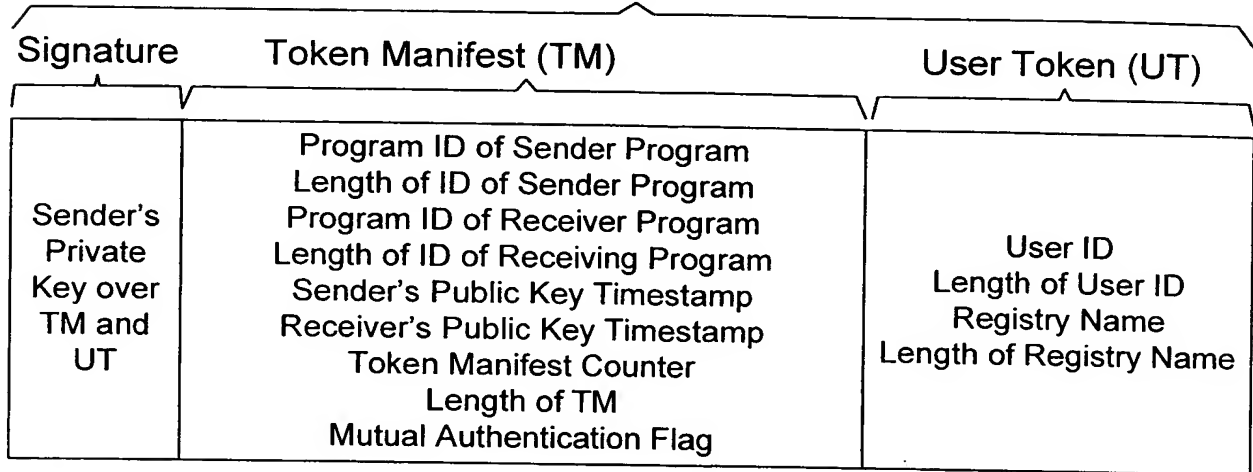 Signature
Token Manifest (TM)
User Token (UT)
Sender's
Private
Key over
TM and
UT
Program ID of Sender Program
Length of ID of Sender Program
Program ID of Receiver Program
Length of ID of Receiving Program
Sender's Public Key Timestamp
Receiver's Public Key Timestamp
Token Manifest Counter
Length of TM
Mutual Authentication Flag
User ID
Length of User ID
Registry Name
Length of Registry Name